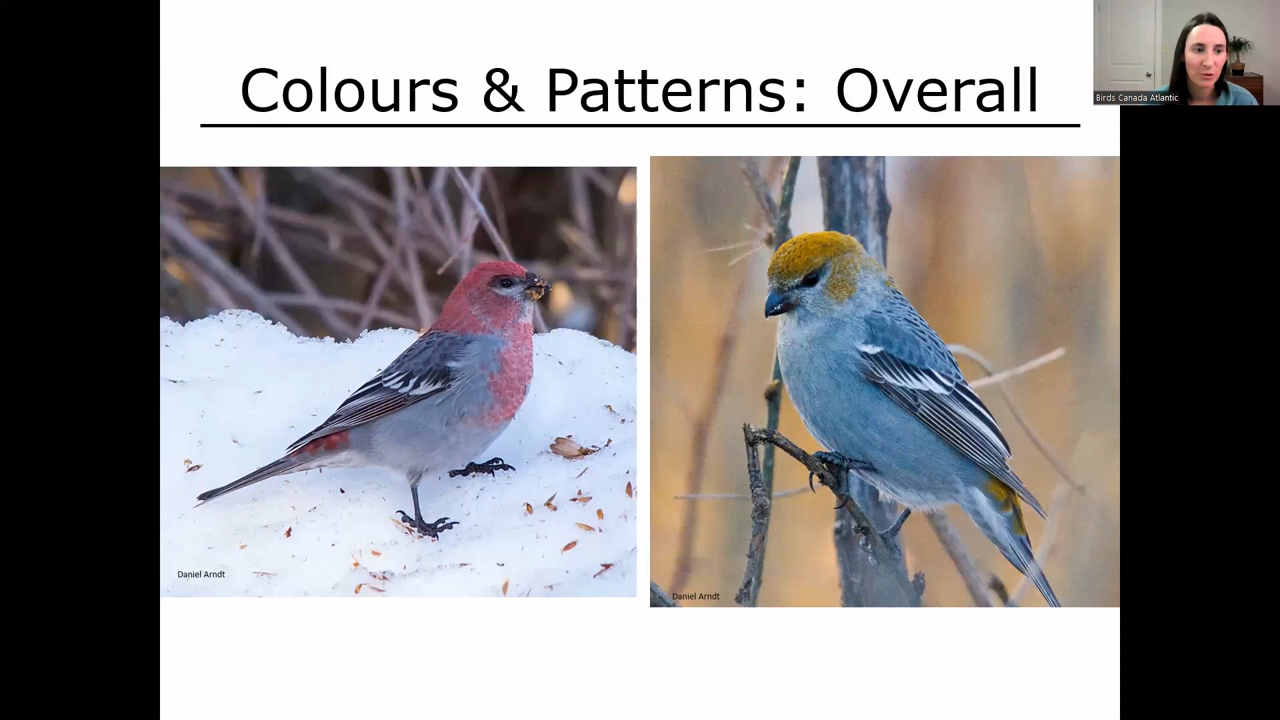 Colours & Patterns: Overall
Birds Canada Atlantic
Daniel Arndt
Daniel Arndt